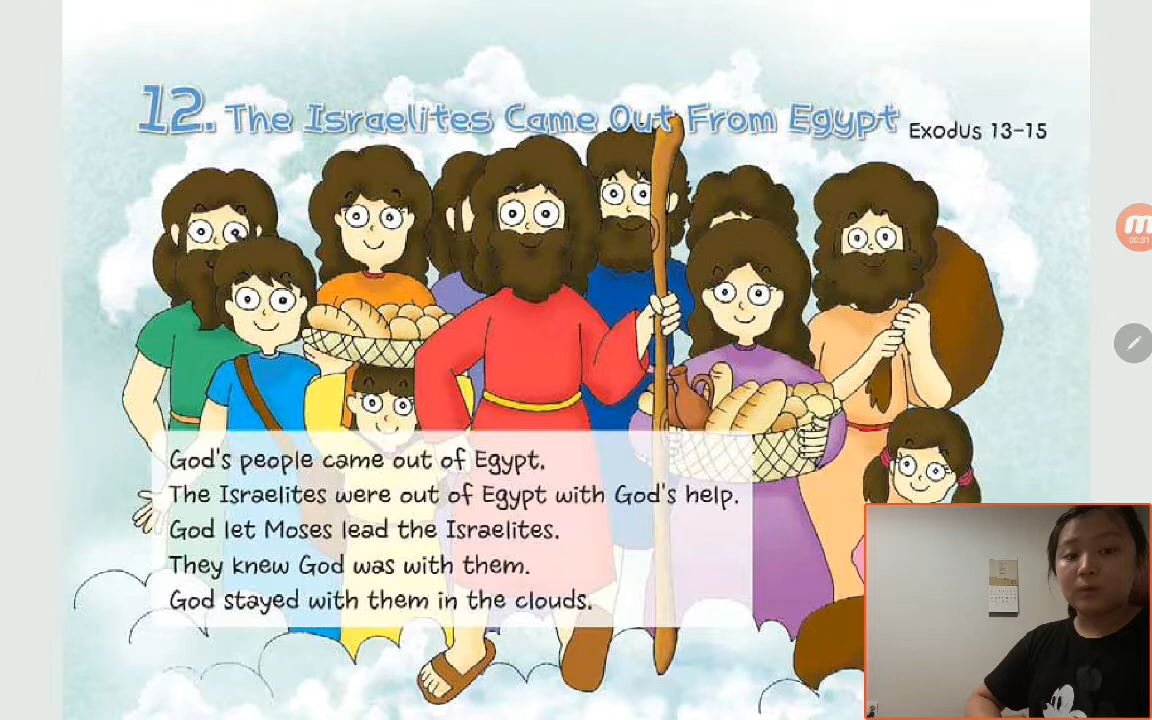 12. The Israelites Came Out From Egypt Exodus 13-15
God's people came out of Egypt.
The Israelites were out of Egypt with God's help.
God let Moses lead the Israelites.
They knew God was with them.
God stayed with them in the clouds.
00:31